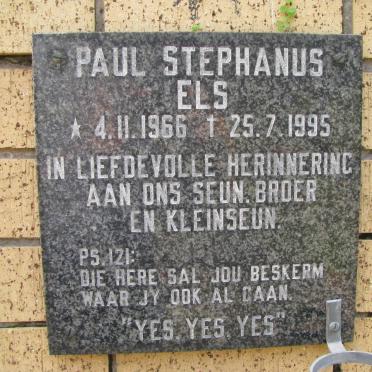 PAUL STEPHANUS
ELS
★ 4.11.1966 † 25.7.1995
IN LIEFDEVOLLE HERINNERING
AAN ONS SEUN. BROER
EN KLEINSEUN.
PS.121:
DIE HERE SAL JOU BESKERM
WAAR JY OOK AL GAAN.
"YES, YES, YES"